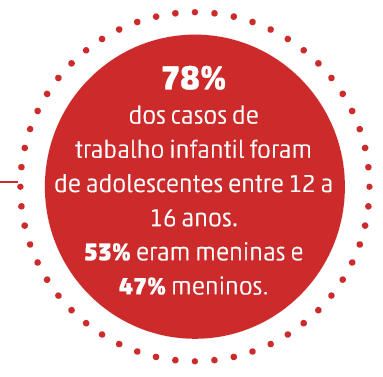 78%
dos casos de
trabalho infantil foram
de adolescentes entre 12 a
16 anos.
53% eram meninas e
47% meninos.